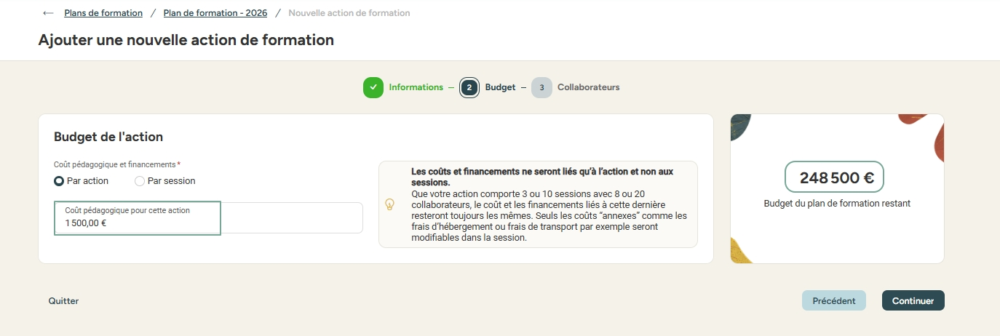 ← Plans de formation / Plan de formation - 2026 / Nouvelle action de formation
Ajouter une nouvelle action de formation
Informations – 2 Budget – 3 Collaborateurs
Budget de l'action
Coût pédagogique et financements *
Par action Par session
Coût pédagogique pour cette action
1 500,00 €
Les coûts et financements ne seront liés qu’à l’action et non aux
sessions.
Que votre action comporte 3 ou 10 sessions avec 8 ou 20
collaborateurs, le coût et les financements liés à cette dernière
resteront toujours les mêmes. Seuls les coûts “annexes” comme les
frais d’hébergement ou frais de transport par exemple seront
modifiables dans la session.
248 500 €
Budget du plan de formation restant
Quitter
Précédent
Continuer